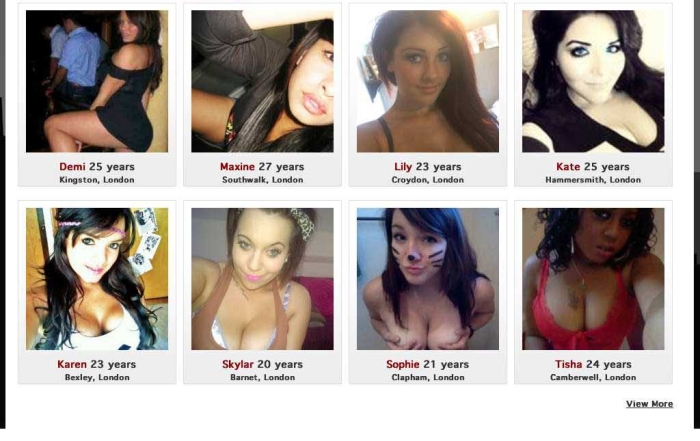 Demi 25 years
Kingston, London
Maxine 27 years
Southwalk, London
Lily 23 years
Croydon, London
Kate 25 years
Hammersmith, London
Karen 23 years
Bexley, London
Skylar 20 years
Barnet, London
Sophie 21 years
Clapham, London
Tisha 24 years
Camberwell, London
View More